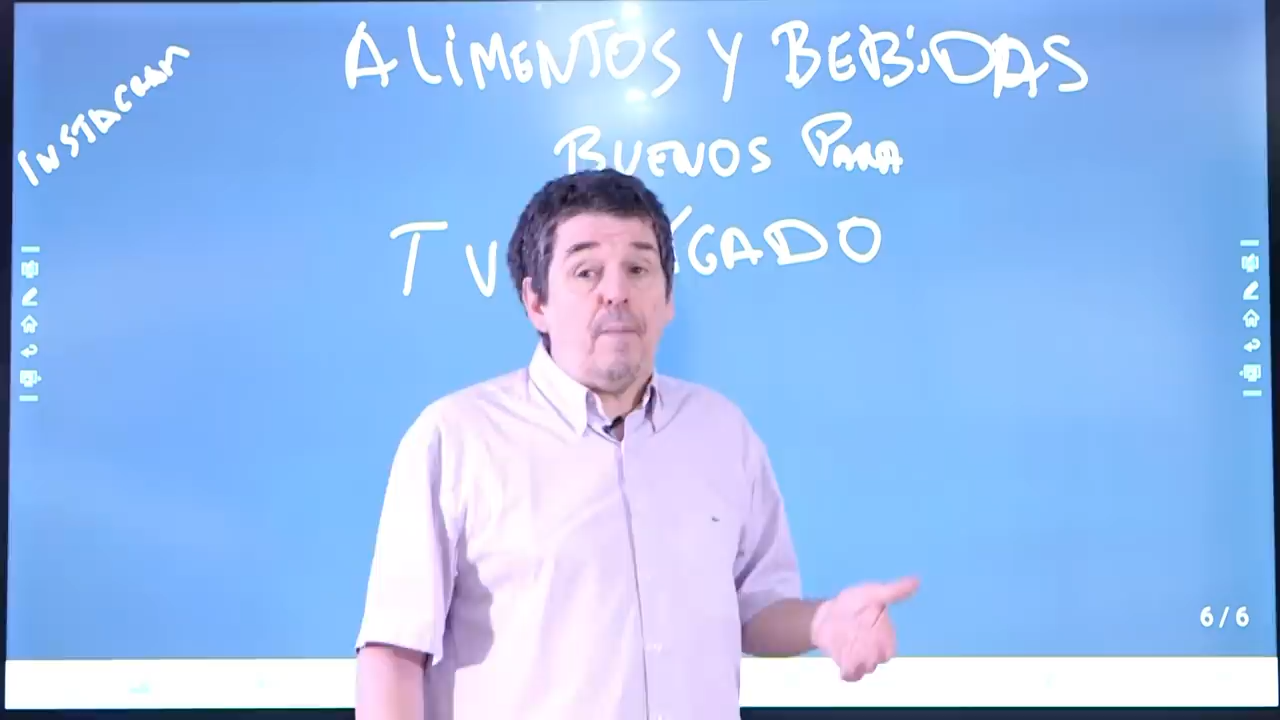 INSTAGRAM
ALIMENTOS Y BEBIDAS
BUENOS PARA
TU
6/6